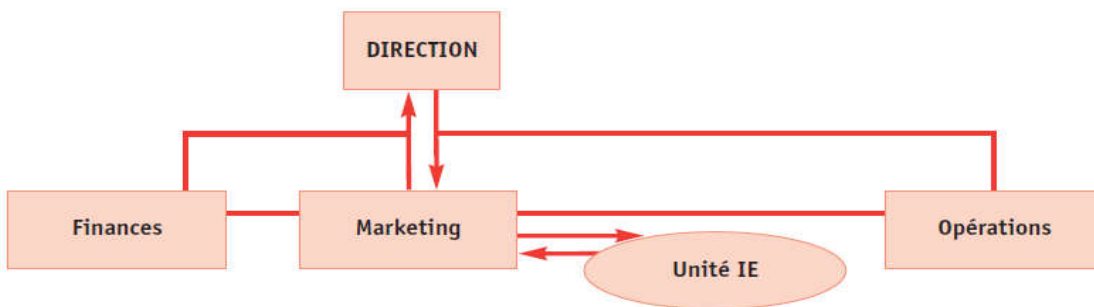 DIRECTION
Finances
Marketing
Opérations
Unité IE